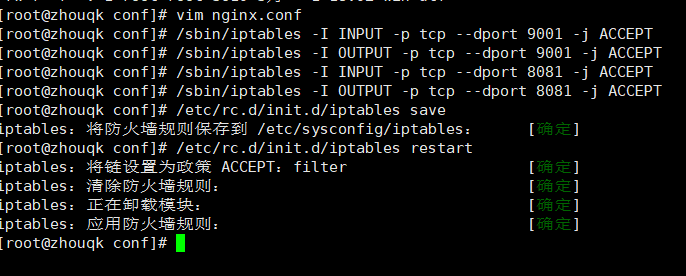 [root@zhouqk conf]# vim nginx.conf
[root@zhouqk conf]# /sbin/iptables -I INPUT -p tcp --dport 9001 -j ACCEPT
[root@zhouqk conf]# /sbin/iptables -I OUTPUT -p tcp --dport 9001 -j ACCEPT
[root@zhouqk conf]# /sbin/iptables -I INPUT -p tcp --dport 8081 -j ACCEPT
[root@zhouqk conf]# /sbin/iptables -I OUTPUT -p tcp --dport 8081 -j ACCEPT
[root@zhouqk conf]# /etc/rc.d/init.d/iptables save
iptables：将防火墙规则保存到 /etc/sysconfig/iptables： [确定]
[root@zhouqk conf]# /etc/rc.d/init.d/iptables restart
iptables：将链设置为政策 ACCEPT：filter [确定]
iptables：清除防火墙规则： [确定]
iptables：正在卸载模块： [确定]
iptables：应用防火墙规则： [确定]
[root@zhouqk conf]#